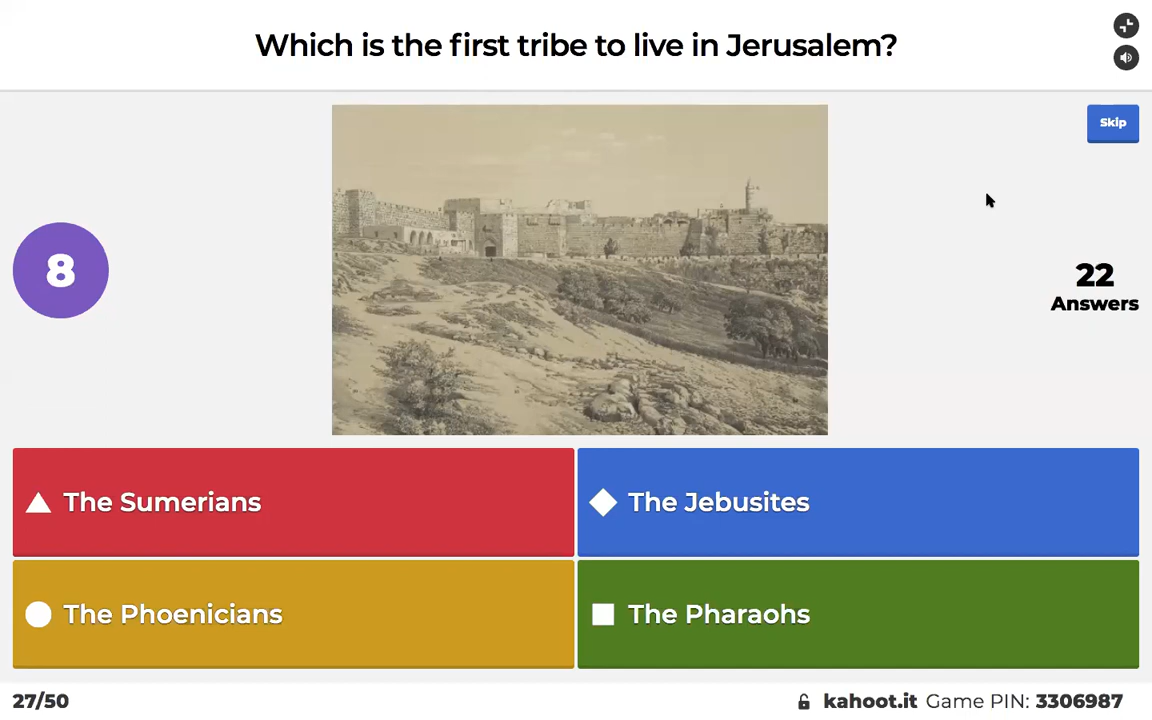 Which is the first tribe to live in Jerusalem?
Skip
8
22
Answers
The Sumerians
The Jebusites
The Phoenicians
The Pharaohs
27/50
kahoot.it Game PIN: 3306987